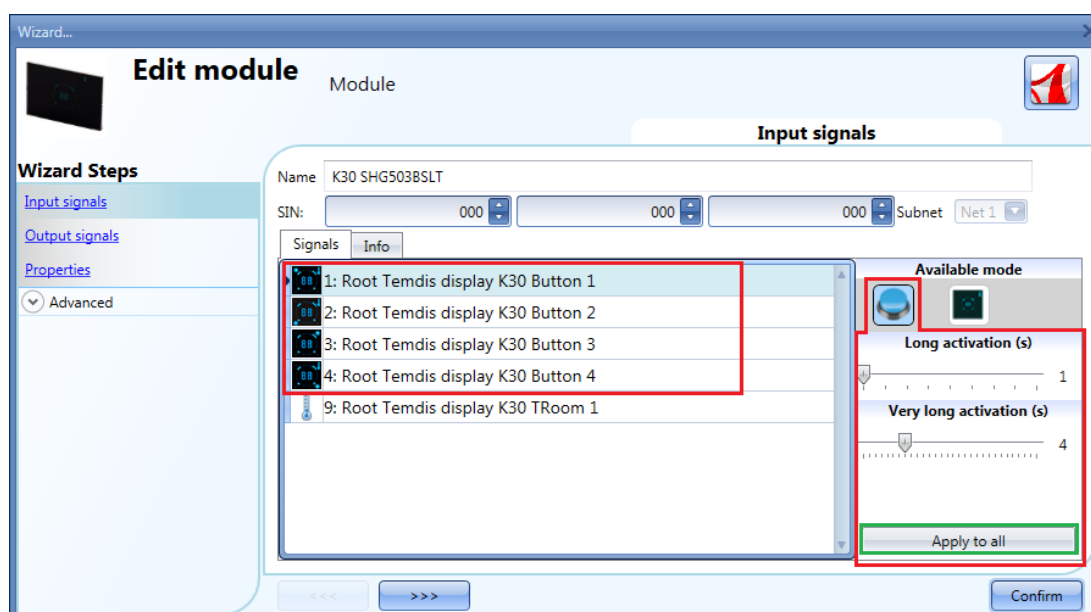 Wizard...
Edit module
Module
Input signals
Wizard Steps
Input signals
Output signals
Properties
Advanced
Name K30 SHG503BSLT
SIN: 000 000 000 Subnet Net 1
Signals Info
1: Root Temdis display K30 Button 1
2: Root Temdis display K30 Button 2
3: Root Temdis display K30 Button 3
4: Root Temdis display K30 Button 4
9: Root Temdis display K30 TRoom 1
Available mode
Long activation (s)
1
Very long activation (s)
4
Apply to all
<<< >>> Confirm